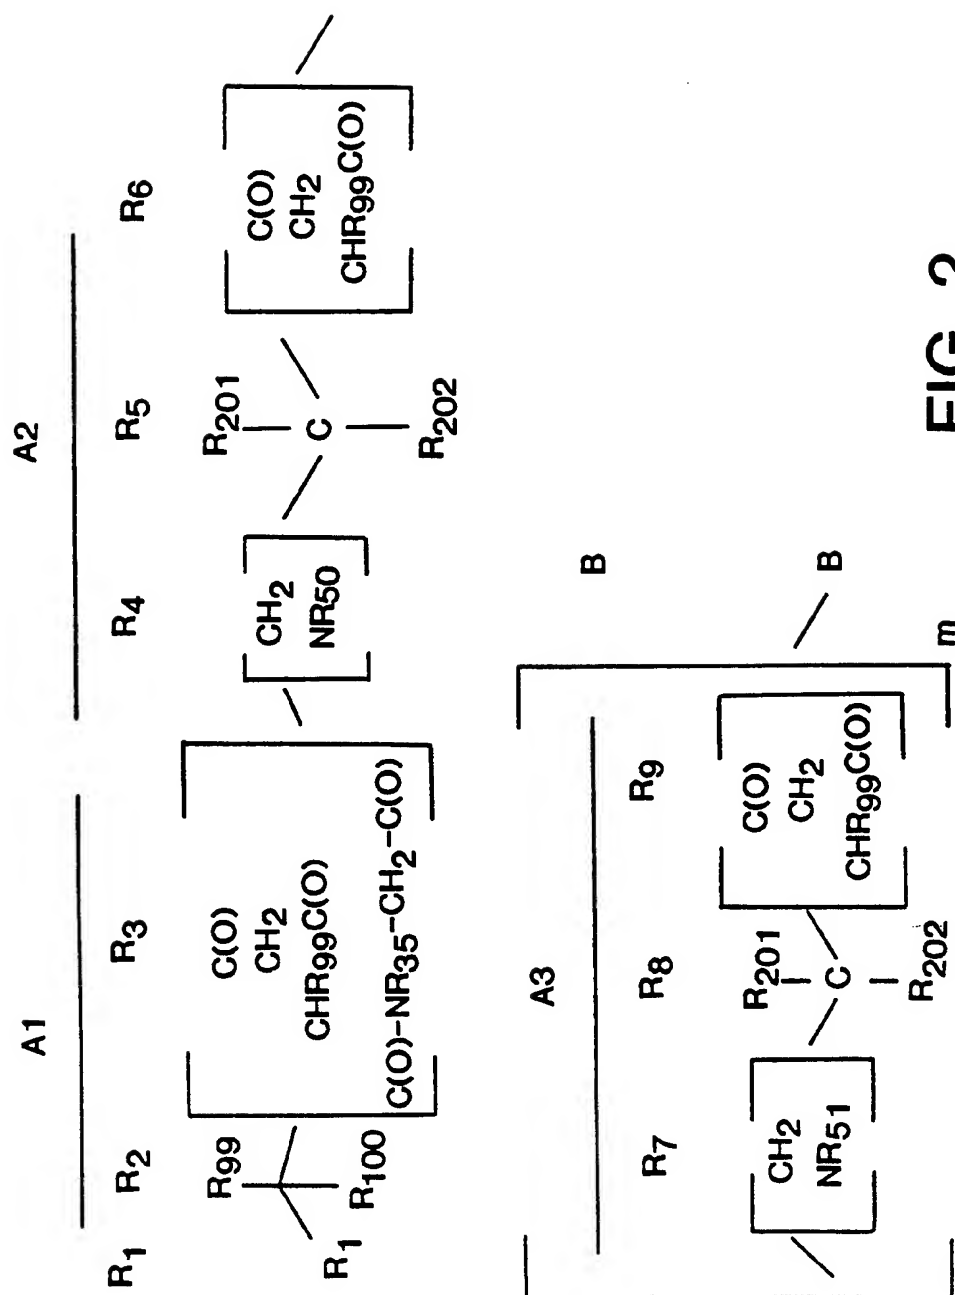 A1 A2
R1 R2 R3 R4 R5 R6
R99 C(O) CH2 R201 C(O)
CH2 NR50 C CH2
R1 R100 CHR99C(O) R202 CHR99C(O)
C(O)-NR35-CH2-C(O)
A3
R7 R8 R9 B
CH2 R201 C(O)
NR51 C CH2 B
R202 CHR99C(O)
m
FIG. 2